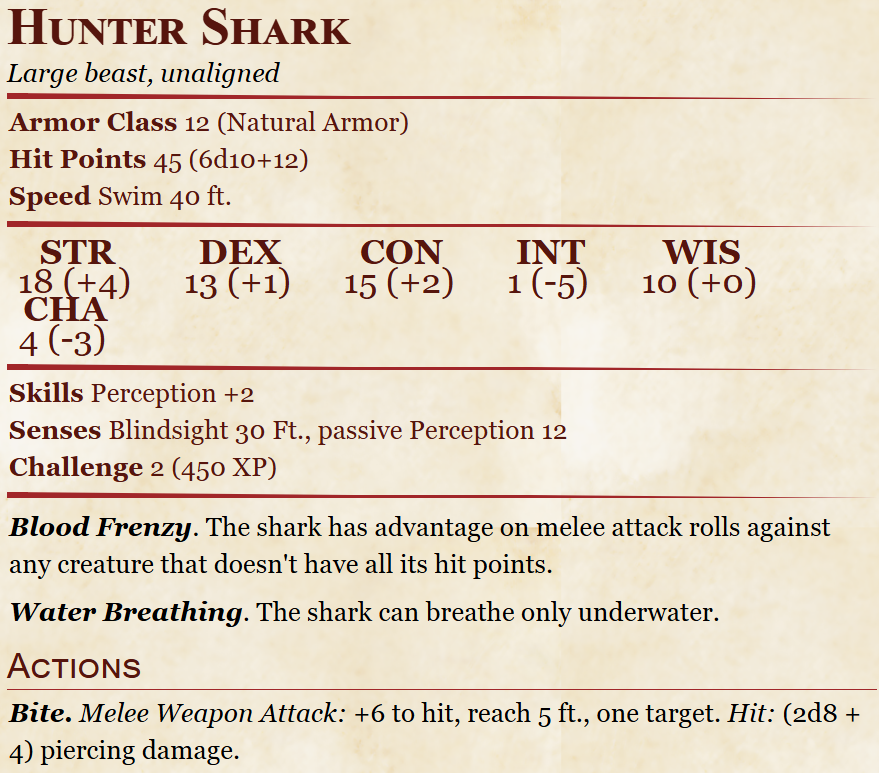 Hunter Shark
Large beast, unaligned
Armor Class 12 (Natural Armor)
Hit Points 45 (6d10+12)
Speed Swim 40 ft.
STR DEX CON INT WIS
18 (+4) 13 (+1) 15 (+2) 1 (-5) 10 (+0)
CHA
4 (-3)
Skills Perception +2
Senses Blindsight 30 Ft., passive Perception 12
Challenge 2 (450 XP)
Blood Frenzy. The shark has advantage on melee attack rolls against
any creature that doesn't have all its hit points.
Water Breathing. The shark can breathe only underwater.
Actions
Bite. Melee Weapon Attack: +6 to hit, reach 5 ft., one target. Hit: (2d8 +
4) piercing damage.